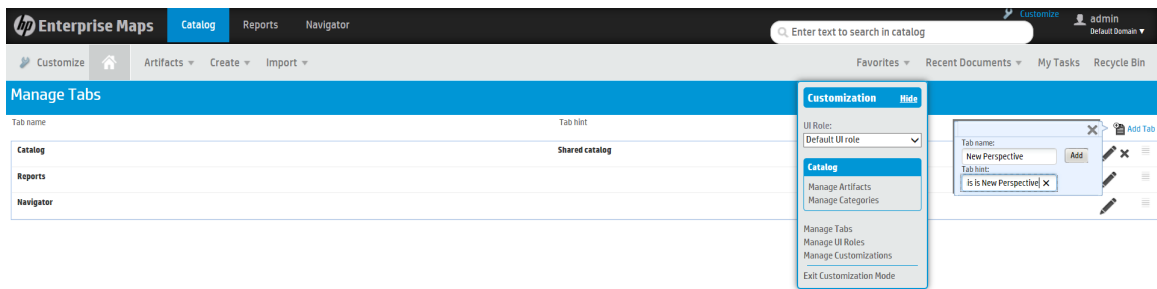 hp Enterprise Maps Catalog Reports Navigator Enter text to search in catalog Customize admin
Default Domain ▼
Customize Artifacts ▼ Create ▼ Import ▼ Favorites ▼ Recent Documents ▼ My Tasks Recycle Bin
Manage Tabs
Customization Hide
UI Role:
Default UI role
Catalog
Manage Artifacts
Manage Categories
Manage Tabs
Manage UI Roles
Manage Customizations
Exit Customization Mode
Tab name Tab hint
Add Tab
Catalog Shared catalog
Reports
Navigator
Tab name:
New Perspective Add
Tab hint:
is is New Perspective